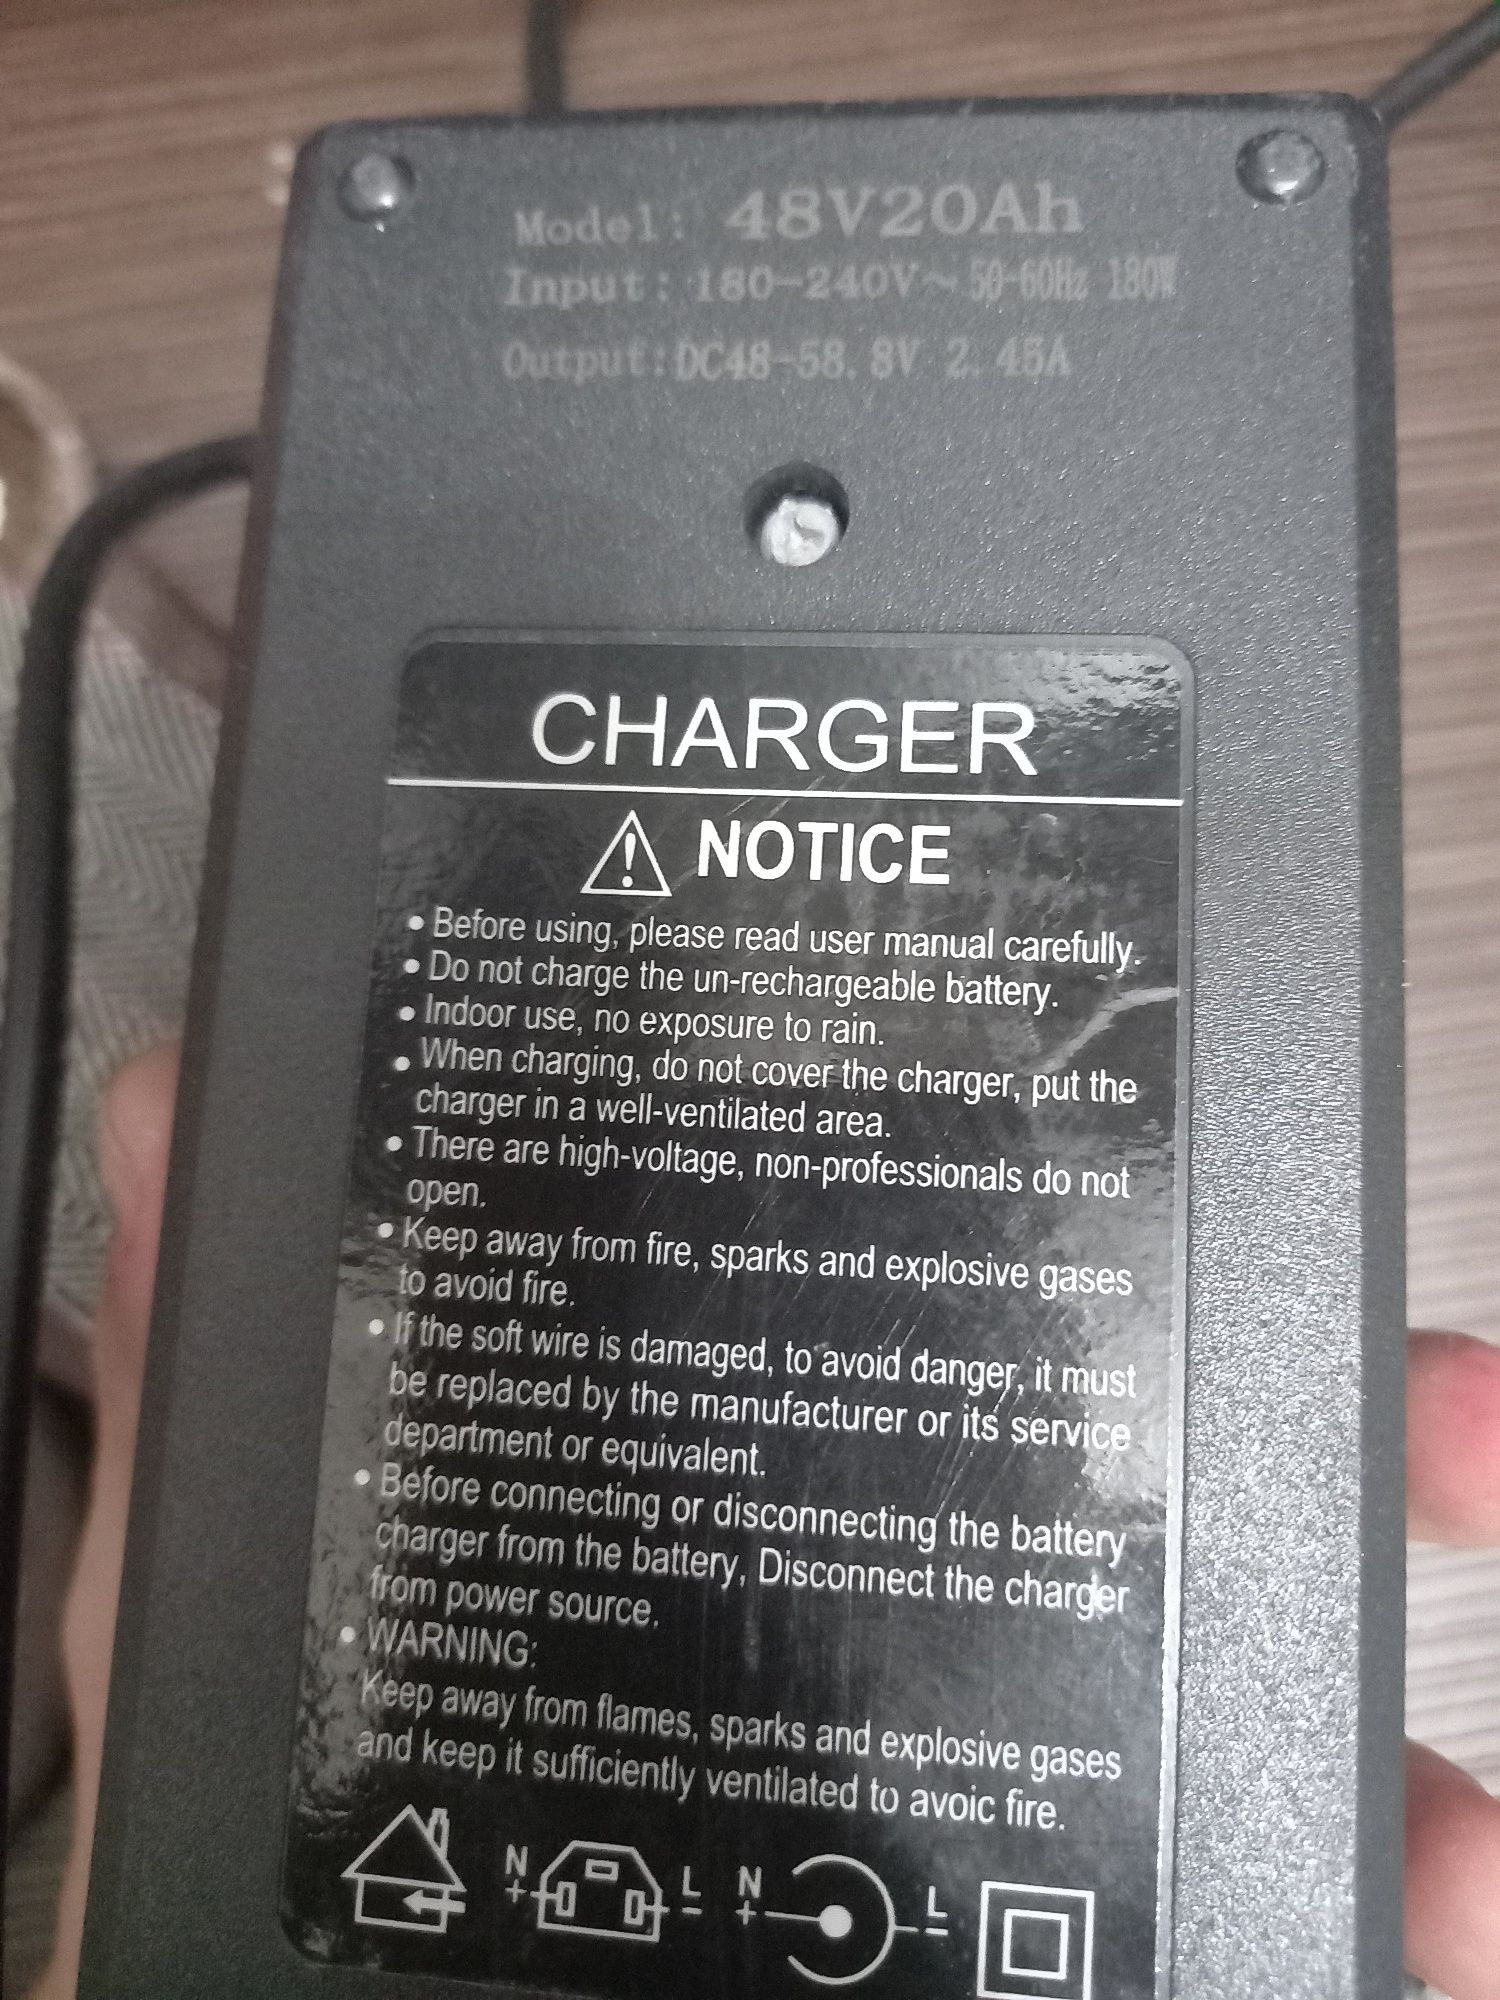 Model: 48V20Ah
Input: 180-240V~ 50-60Hz 180W
Output:DC48-58.8V 2.45A
CHARGER
NOTICE
• Before using, please read user manual carefully.
• Do not charge the un-rechargeable battery.
• Indoor use, no exposure to rain.
• When charging, do not cover the charger, put the
charger in a well-ventilated area.
• There are high-voltage, non-professionals do not
open.
• Keep away from fire, sparks and explosive gases
to avoid fire.
• If the soft wire is damaged, to avoid danger, it must
be replaced by the manufacturer or its service
department or equivalent.
• Before connecting or disconnecting the battery
charger from the battery, Disconnect the charger
from power source.
• WARNING:
Keep away from flames, sparks and explosive gases
and keep it sufficiently ventilated to avoic fire.
N + L - N + L -